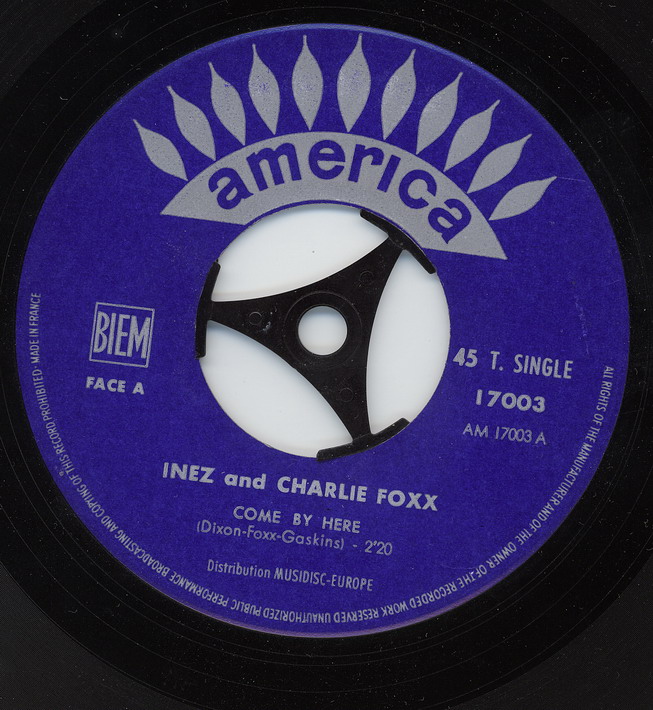 america
BIEM
FACE A
45 T. SINGLE
17003
AM 17003 A
INEZ and CHARLIE FOXX
COME BY HERE
(Dixon-Foxx-Gaskins) - 2'20
Distribution MUSIDISC-EUROPE
ALL RIGHTS OF THE MANUFACTURER AND OF THE OWNER OF THE RECORDED WORK RESERVED UNAUTHORIZED PUBLIC PERFORMANCE BROADCASTING AND COPYING OF THIS RECORD PROHIBITED · MADE IN FRANCE